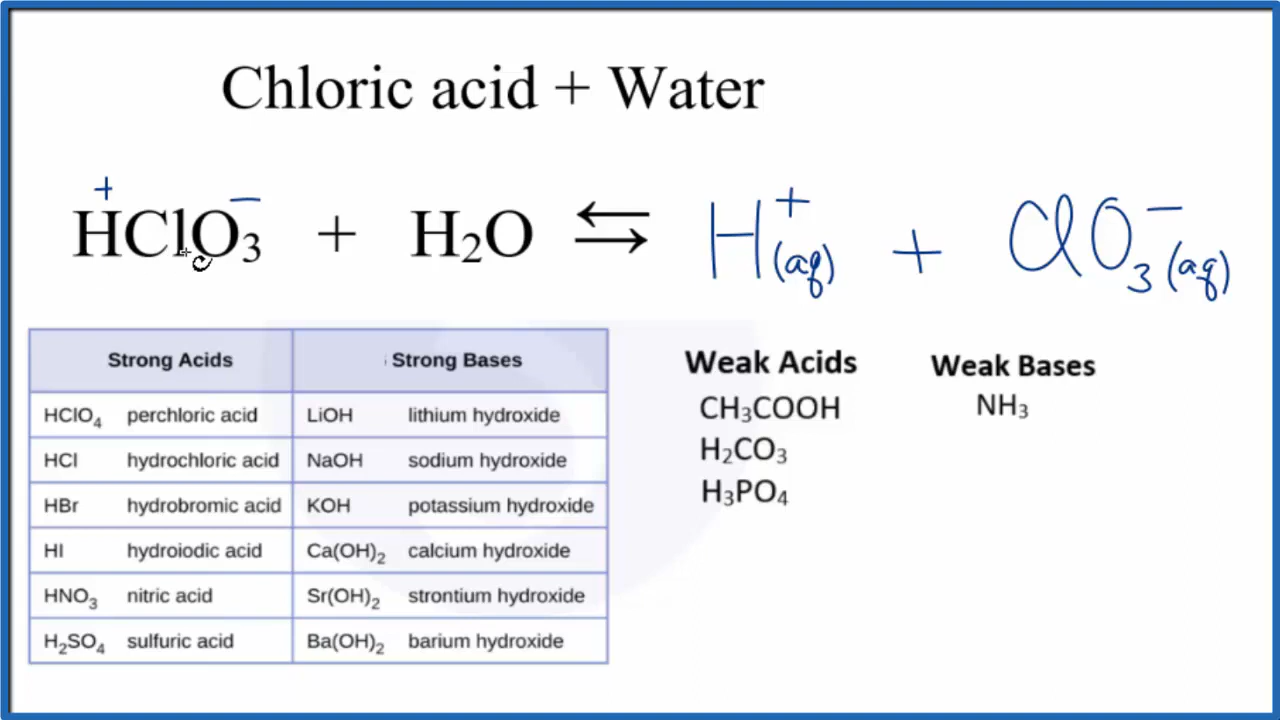 Chloric acid + Water
+ −
HClO₃ + H₂O ⇆ H⁺(aq) + ClO₃⁻(aq)
Strong Acids Strong Bases
HClO₄ perchloric acid LiOH lithium hydroxide
HCl hydrochloric acid NaOH sodium hydroxide
HBr hydrobromic acid KOH potassium hydroxide
HI hydroiodic acid Ca(OH)₂ calcium hydroxide
HNO₃ nitric acid Sr(OH)₂ strontium hydroxide
H₂SO₄ sulfuric acid Ba(OH)₂ barium hydroxide
Weak Acids Weak Bases
CH₃COOH NH₃
H₂CO₃
H₃PO₄